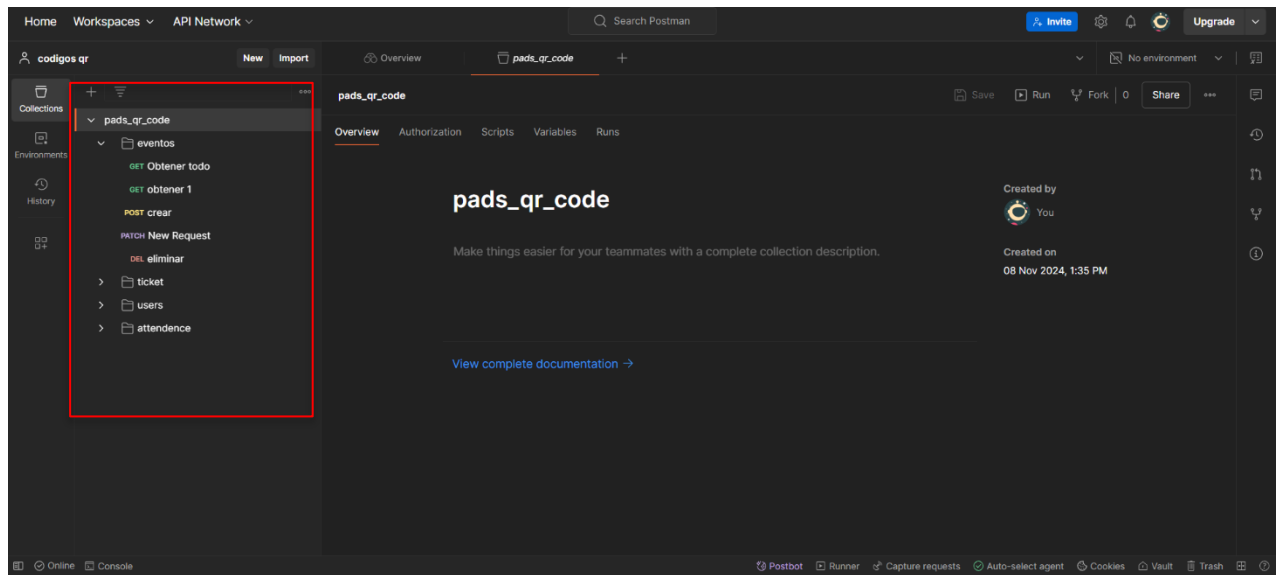 Home Workspaces API Network Search Postman Invite Upgrade
codigos qr New Import Overview pads_qr_code No environment
Collections
Environments
History
pads_qr_code
eventos
GET Obtener todo
GET obtener 1
POST crear
PATCH New Request
DEL eliminar
ticket
users
attendence
pads_qr_code Save Run Fork 0 Share
Overview Authorization Scripts Variables Runs
pads_qr_code
Make things easier for your teammates with a complete collection description.
View complete documentation →
Created by
You
Created on
08 Nov 2024, 1:35 PM
Online Console Postbot Runner Capture requests Auto-select agent Cookies Vault Trash